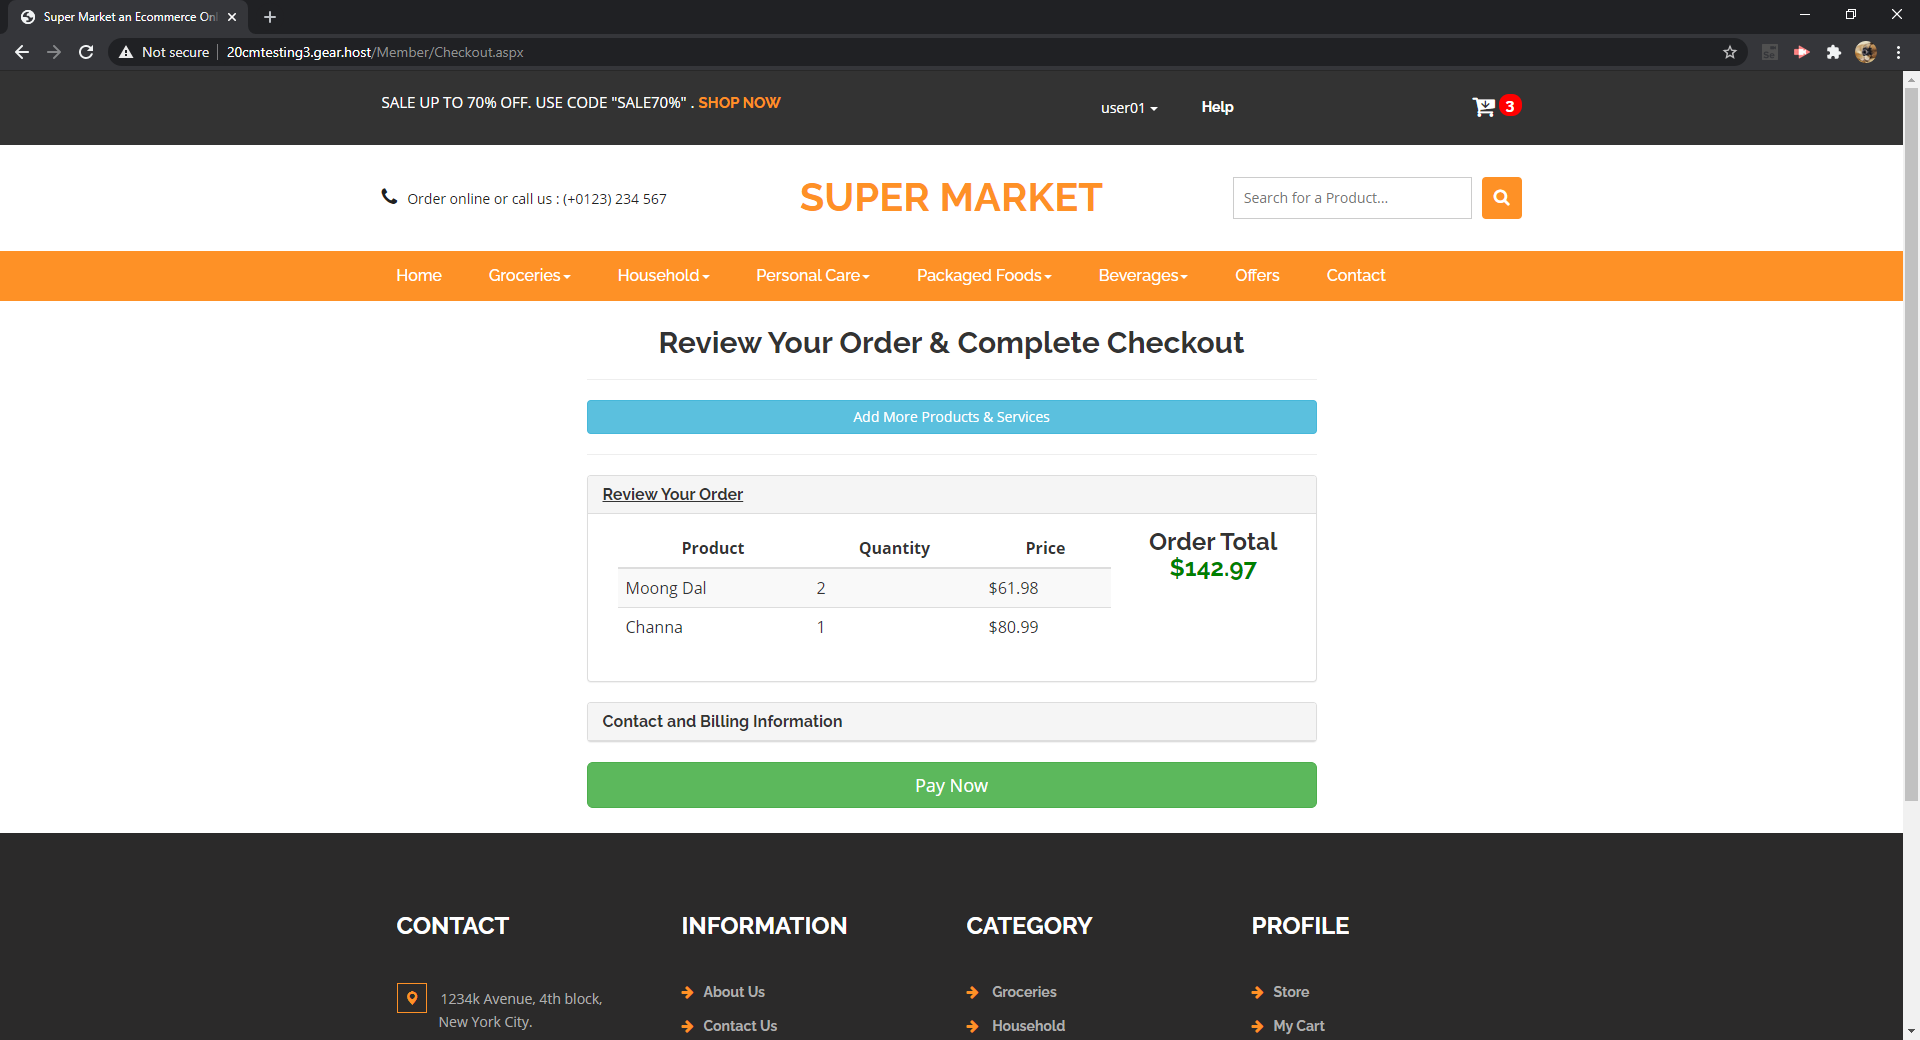 Super Market an Ecommerce Onl
Not secure
20cmtesting3.gear.host/Member/Checkout.aspx
SALE UP TO 70% OFF. USE CODE "SALE70%" . SHOP NOW
user01
Help
3
Order online or call us : (+0123) 234 567
SUPER MARKET
Search for a Product...
Home Groceries Household Personal Care Packaged Foods Beverages Offers Contact
Review Your Order & Complete Checkout
Add More Products & Services
Review Your Order
Product Quantity Price
Moong Dal 2 $61.98
Channa 1 $80.99
Order Total
$142.97
Contact and Billing Information
Pay Now
CONTACT
1234k Avenue, 4th block,
New York City.
INFORMATION
About Us
Contact Us
CATEGORY
Groceries
Household
PROFILE
Store
My Cart